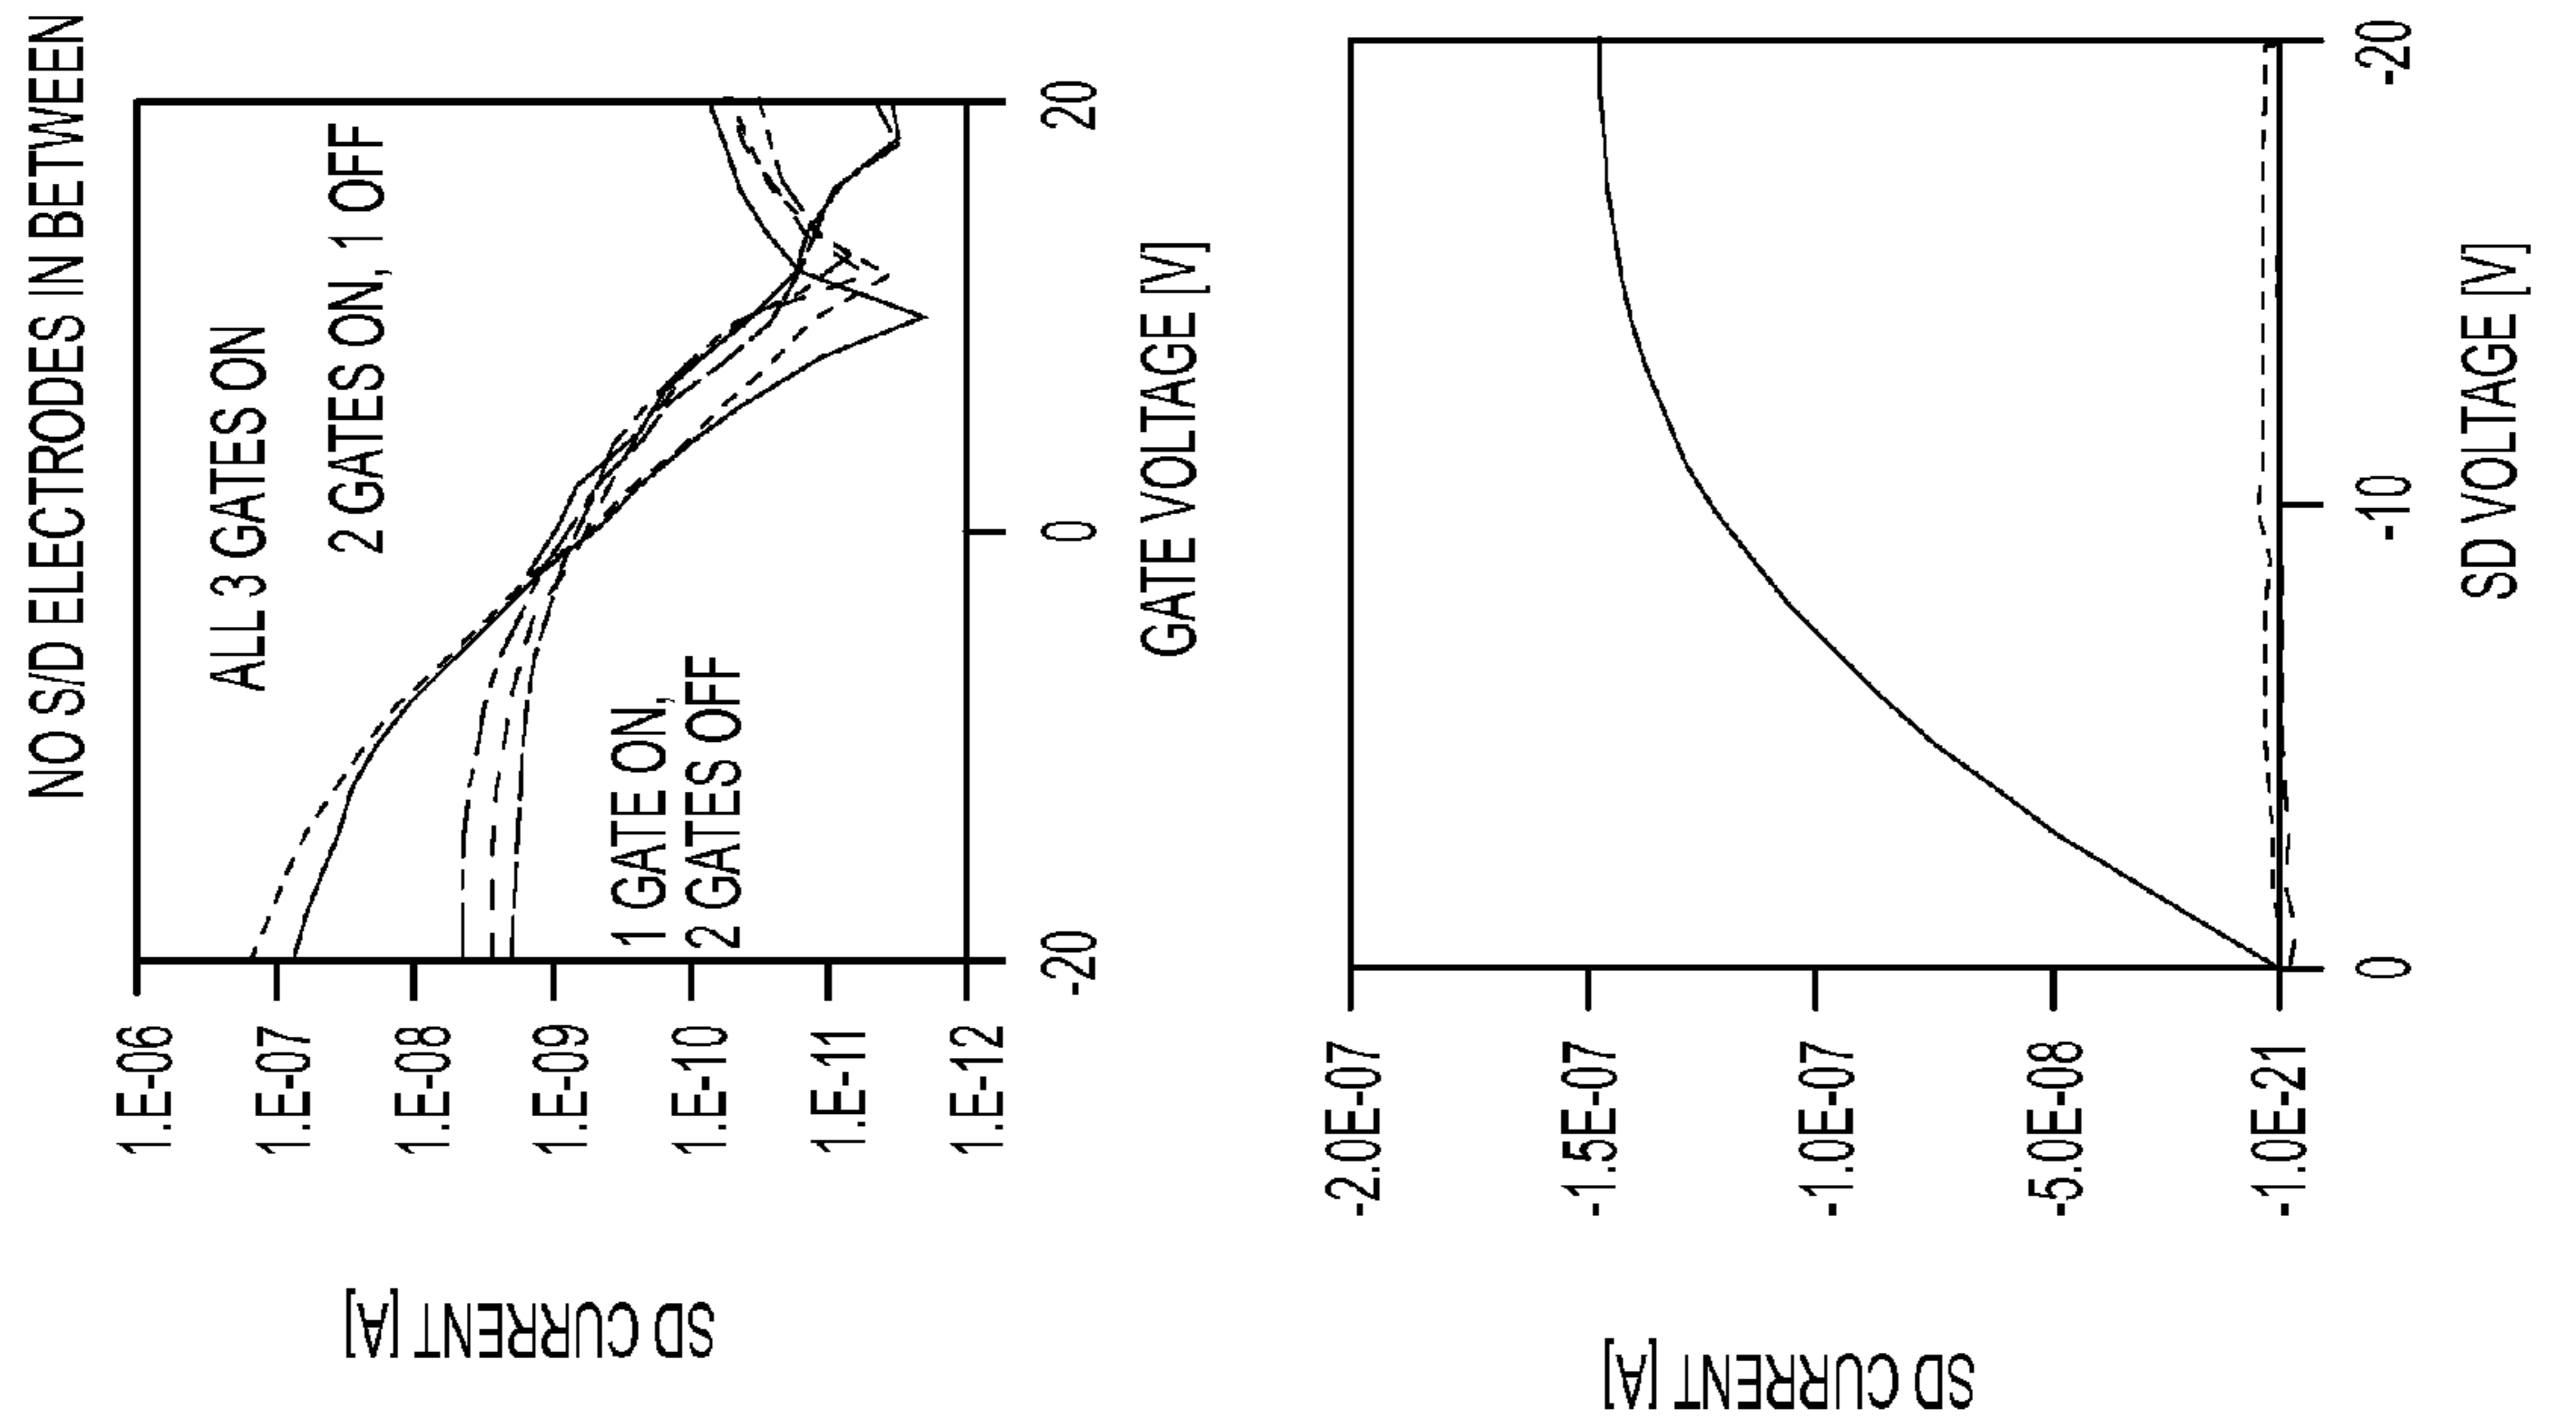 NO S/D ELECTRODES IN BETWEEN
ALL 3 GATES ON
2 GATES ON, 1 OFF
1 GATE ON,
2 GATES OFF
1.E-06
1.E-07
1.E-08
1.E-09
1.E-10
1.E-11
1.E-12
-20
0
20
GATE VOLTAGE [V]
SD CURRENT [A]
-2.0E-07
-1.5E-07
-1.0E-07
-5.0E-08
-1.0E-21
0
-10
-20
SD VOLTAGE [V]
SD CURRENT [A]